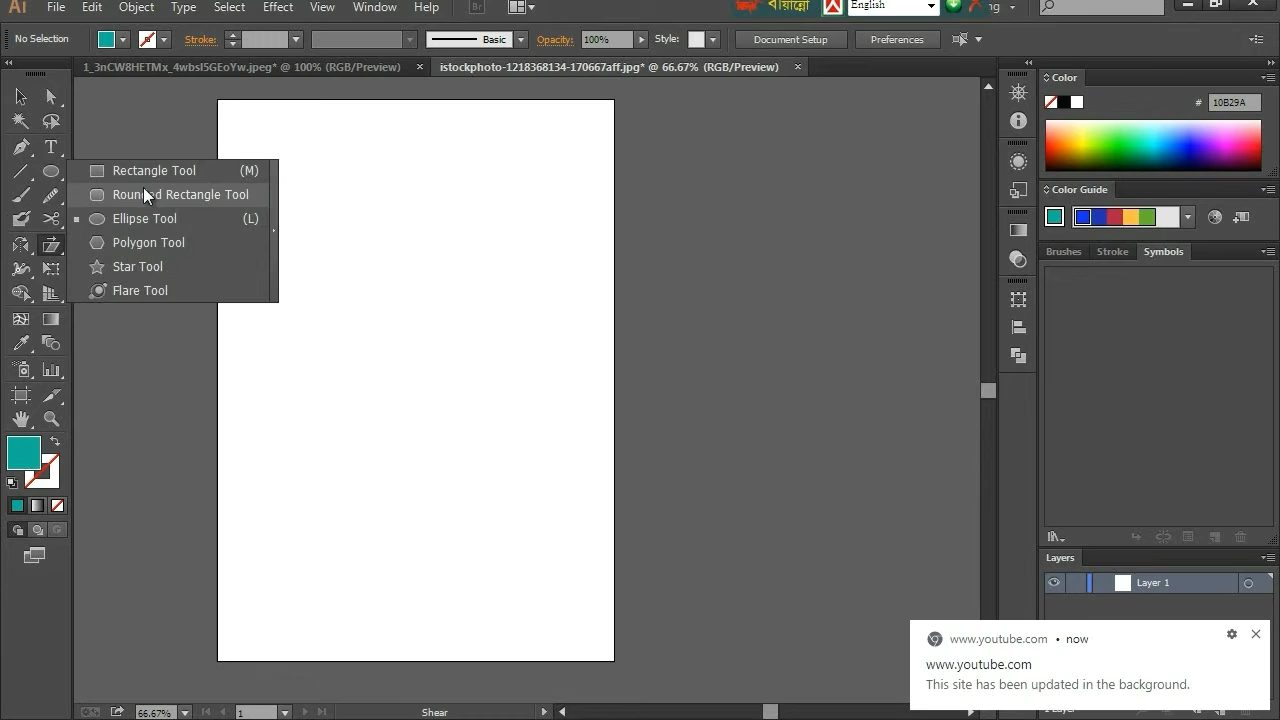 Ai File Edit Object Type Select Effect View Window Help Br
বায়ান্নো English ng
No Selection Stroke: Basic Opacity: 100% Style: Document Setup Preferences
1_3nCW8HETMx_4wbsI5GEoYw.jpeg* @ 100% (RGB/Preview) × istockphoto-1218368134-170667aff.jpg* @ 66.67% (RGB/Preview) ×
Color
# 10B29A
Rectangle Tool (M)
Rounded Rectangle Tool
Ellipse Tool (L)
Polygon Tool
Star Tool
Flare Tool
Color Guide
Brushes Stroke Symbols
Layers
Layer 1
www.youtube.com • now
www.youtube.com
This site has been updated in the background.
66.67% 1 Shear